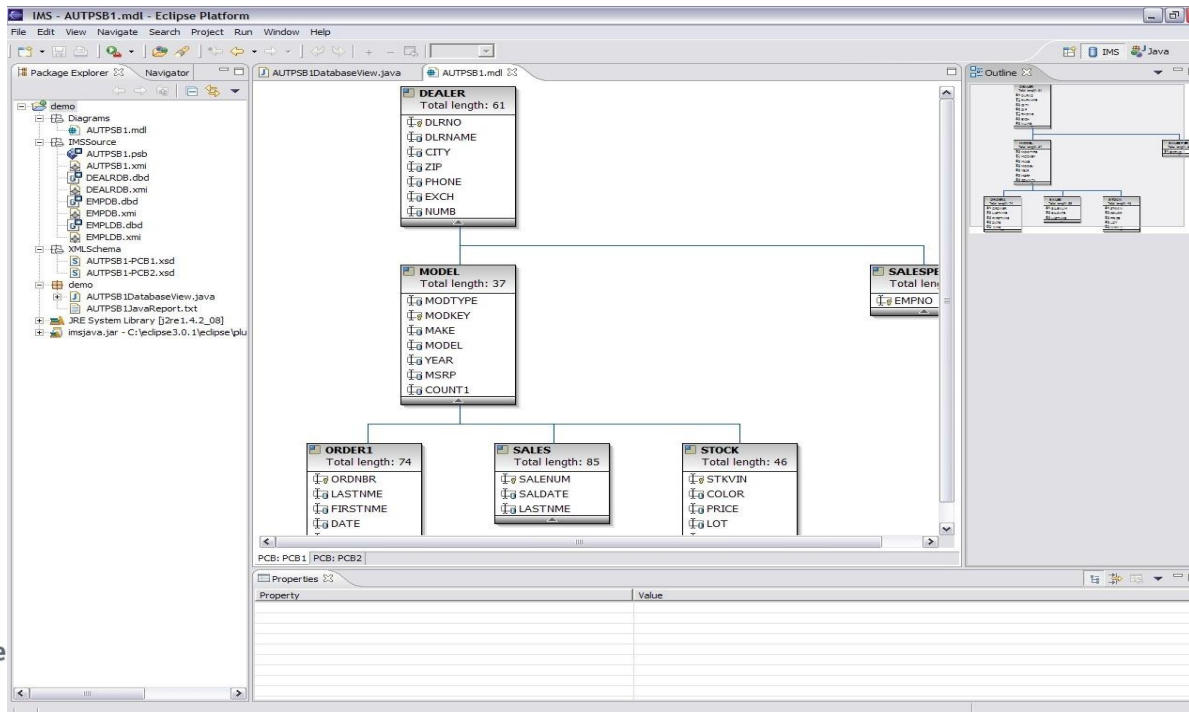 IMS - AUTPSB1.mdl - Eclipse Platform
File Edit View Navigate Search Project Run Window Help
IMS Java
Package Explorer Navigator
AUTPSB1DatabaseView.java AUTPSB1.mdl
Outline
demo
Diagrams
AUTPSB1.mdl
IMSSource
AUTPSB1.psb
AUTPSB1.xmi
DEALRDB.dbd
DEALRDB.xmi
EMPDB.dbd
EMPDB.xmi
EMPLDB.dbd
EMPLDB.xmi
XMLSchema
AUTPSB1-PCB1.xsd
AUTPSB1-PCB2.xsd
demo
AUTPSB1DatabaseView.java
AUTPSB1JavaReport.txt
JRE System Library [j2re1.4.2_08]
imsjava.jar - C:\eclipse3.0.1\eclipse\plu
DEALER
Total length: 61
DLRNO
DLRNAME
CITY
ZIP
PHONE
EXCH
NUMB
MODEL
Total length: 37
MODTYPE
MODKEY
MAKE
MODEL
YEAR
MSRP
COUNT1
SALESPE
Total len
EMPNO
ORDER1
Total length: 74
ORDNBR
LASTNME
FIRSTNME
DATE
SALES
Total length: 85
SALENUM
SALDATE
LASTNME
STOCK
Total length: 46
STKVIN
COLOR
PRICE
LOT
PCB: PCB1 PCB: PCB2
Properties
Property Value
e